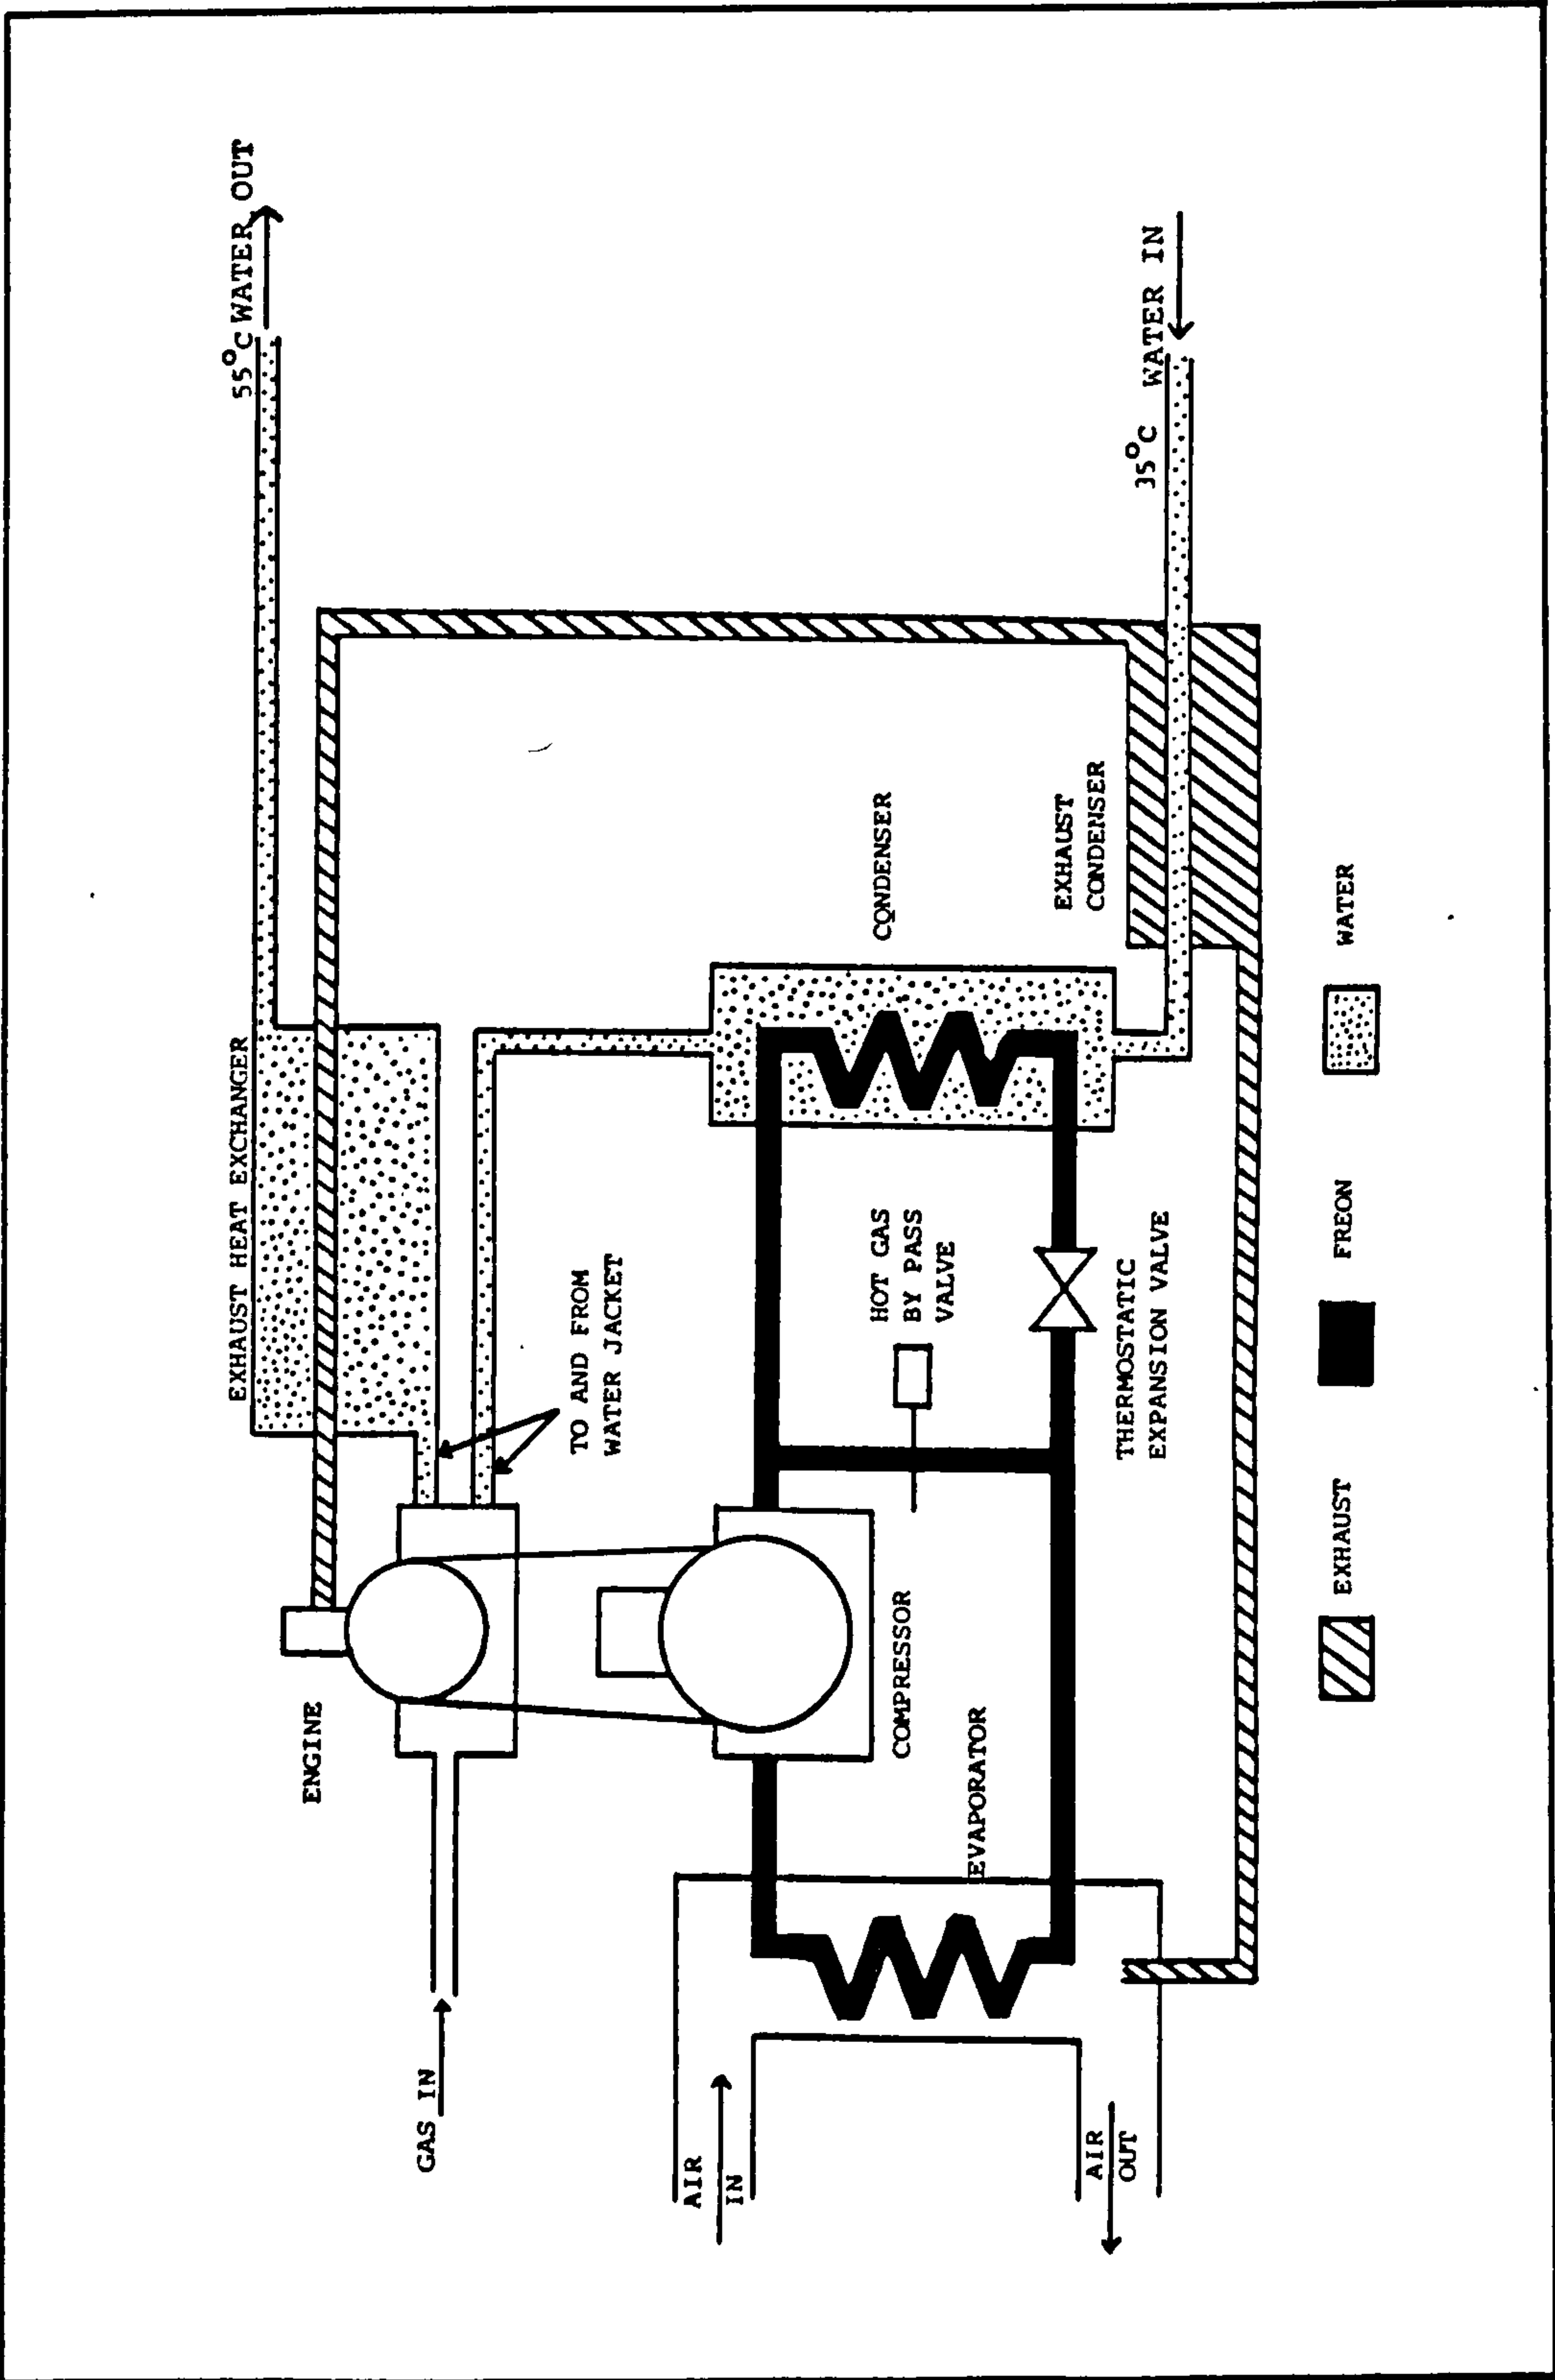 55°C WATER OUT
EXHAUST HEAT EXCHANGER
ENGINE
GAS IN
TO AND FROM
WATER JACKET
AIR
IN
COMPRESSOR
HOT GAS
BY PASS
VALVE
CONDENSER
EVAPORATOR
EXHAUST
CONDENSER
35°C WATER IN
AIR
OUT
THERMOSTATIC
EXPANSION VALVE
EXHAUST
FREON
WATER